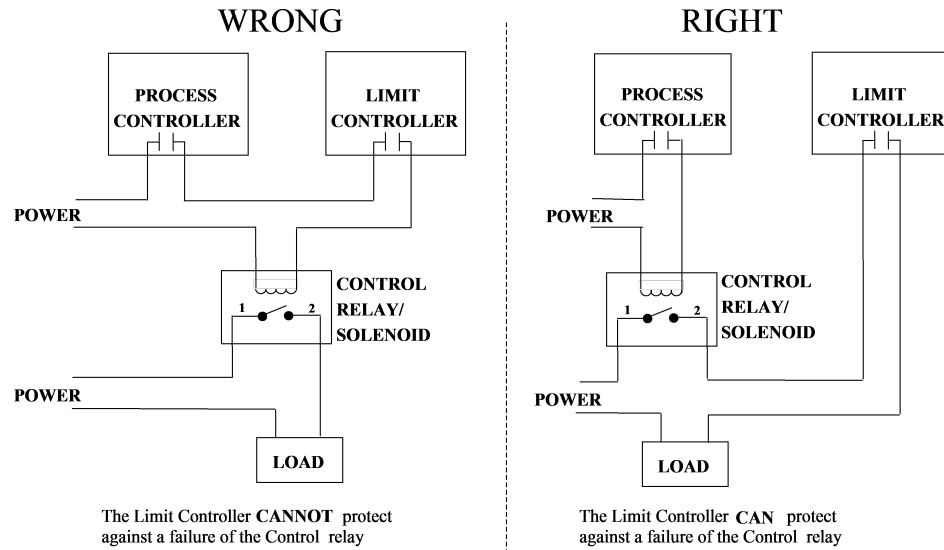 WRONG
PROCESS
CONTROLLER
LIMIT
CONTROLLER
POWER
CONTROL
RELAY/
SOLENOID
1
2
POWER
LOAD
The Limit Controller CANNOT protect
against a failure of the Control relay
RIGHT
PROCESS
CONTROLLER
LIMIT
CONTROLLER
POWER
CONTROL
RELAY/
SOLENOID
1
2
POWER
LOAD
The Limit Controller CAN protect
against a failure of the Control relay